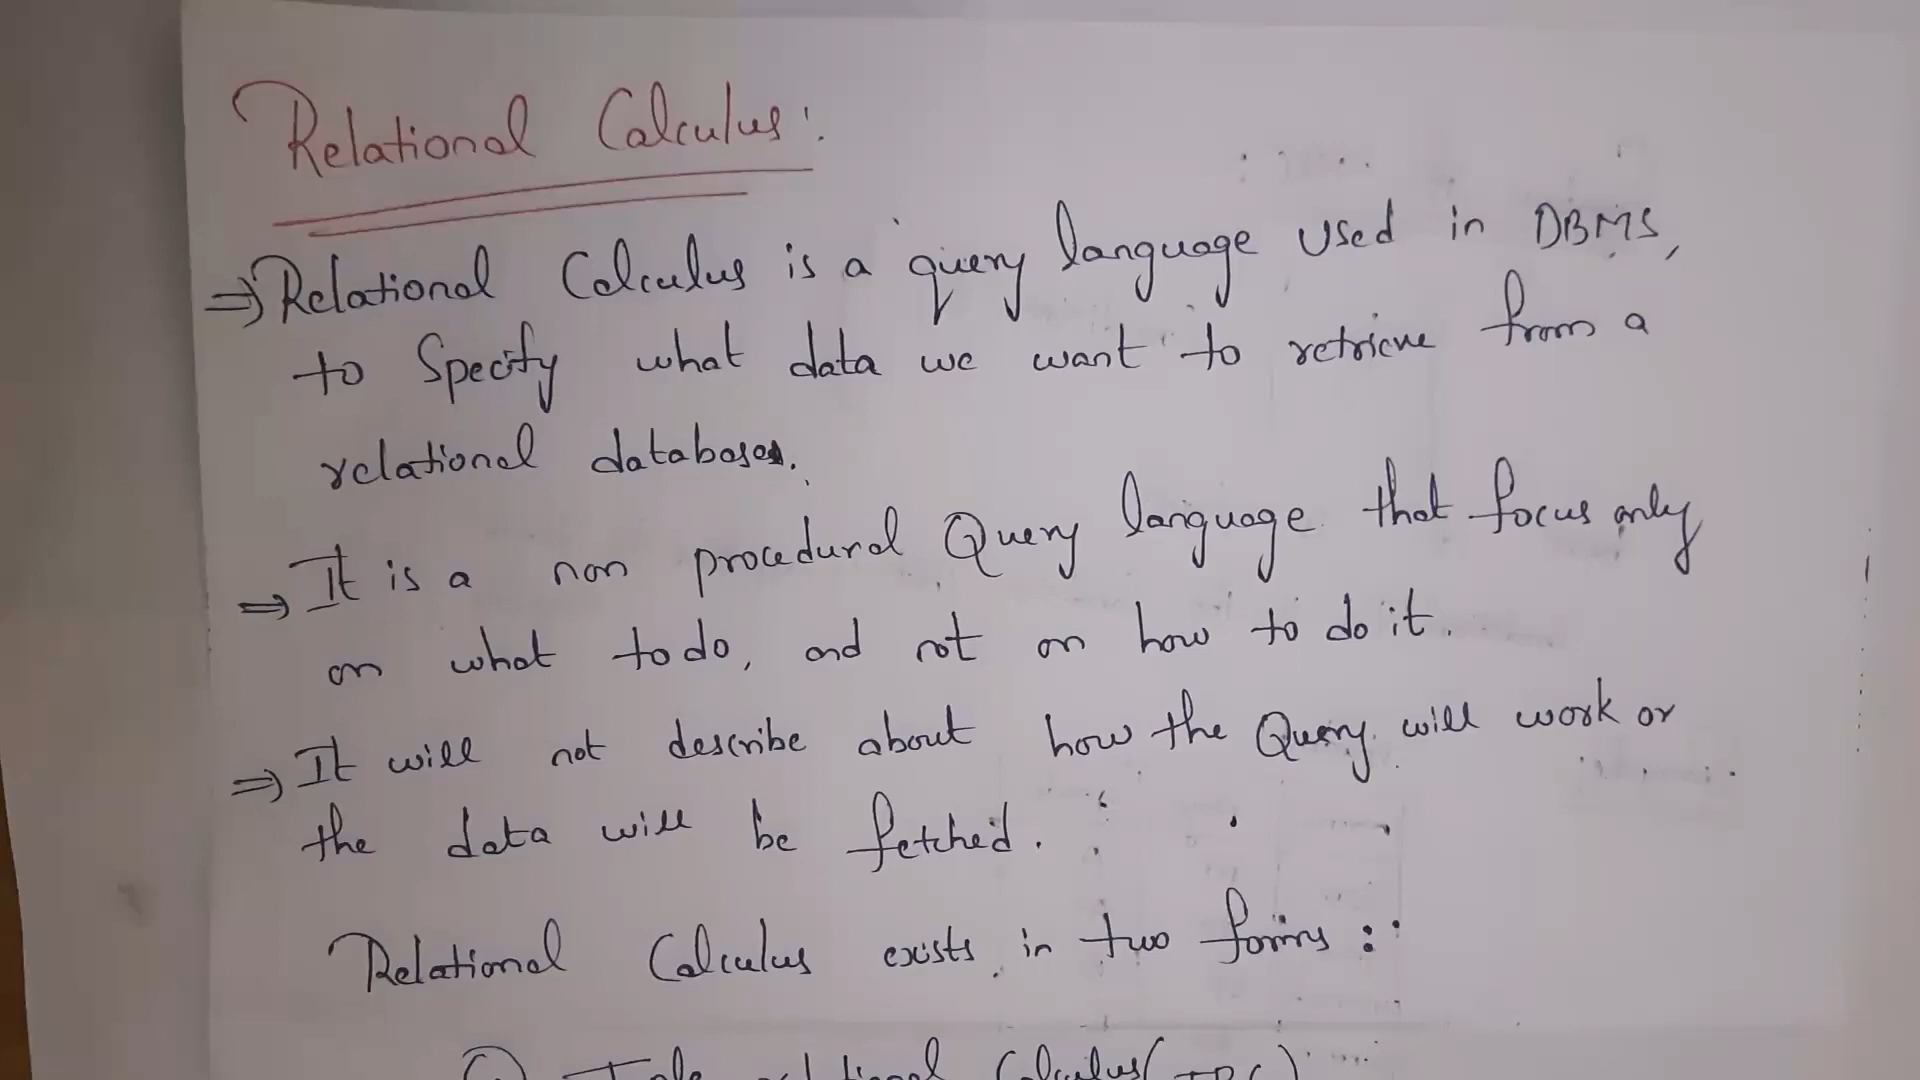 Relational Calculus:
⇒ Relational Calculus is a query language used in DBMS,
to Specify what data we want to retrieve from a
relational databases.
⇒ It is a non procedural Query language that focus only
on what to do, and not on how to do it.
⇒ It will not describe about how the Query will work or
the data will be fetched.
Relational Calculus exists in two forms:
Calculus (TRC)